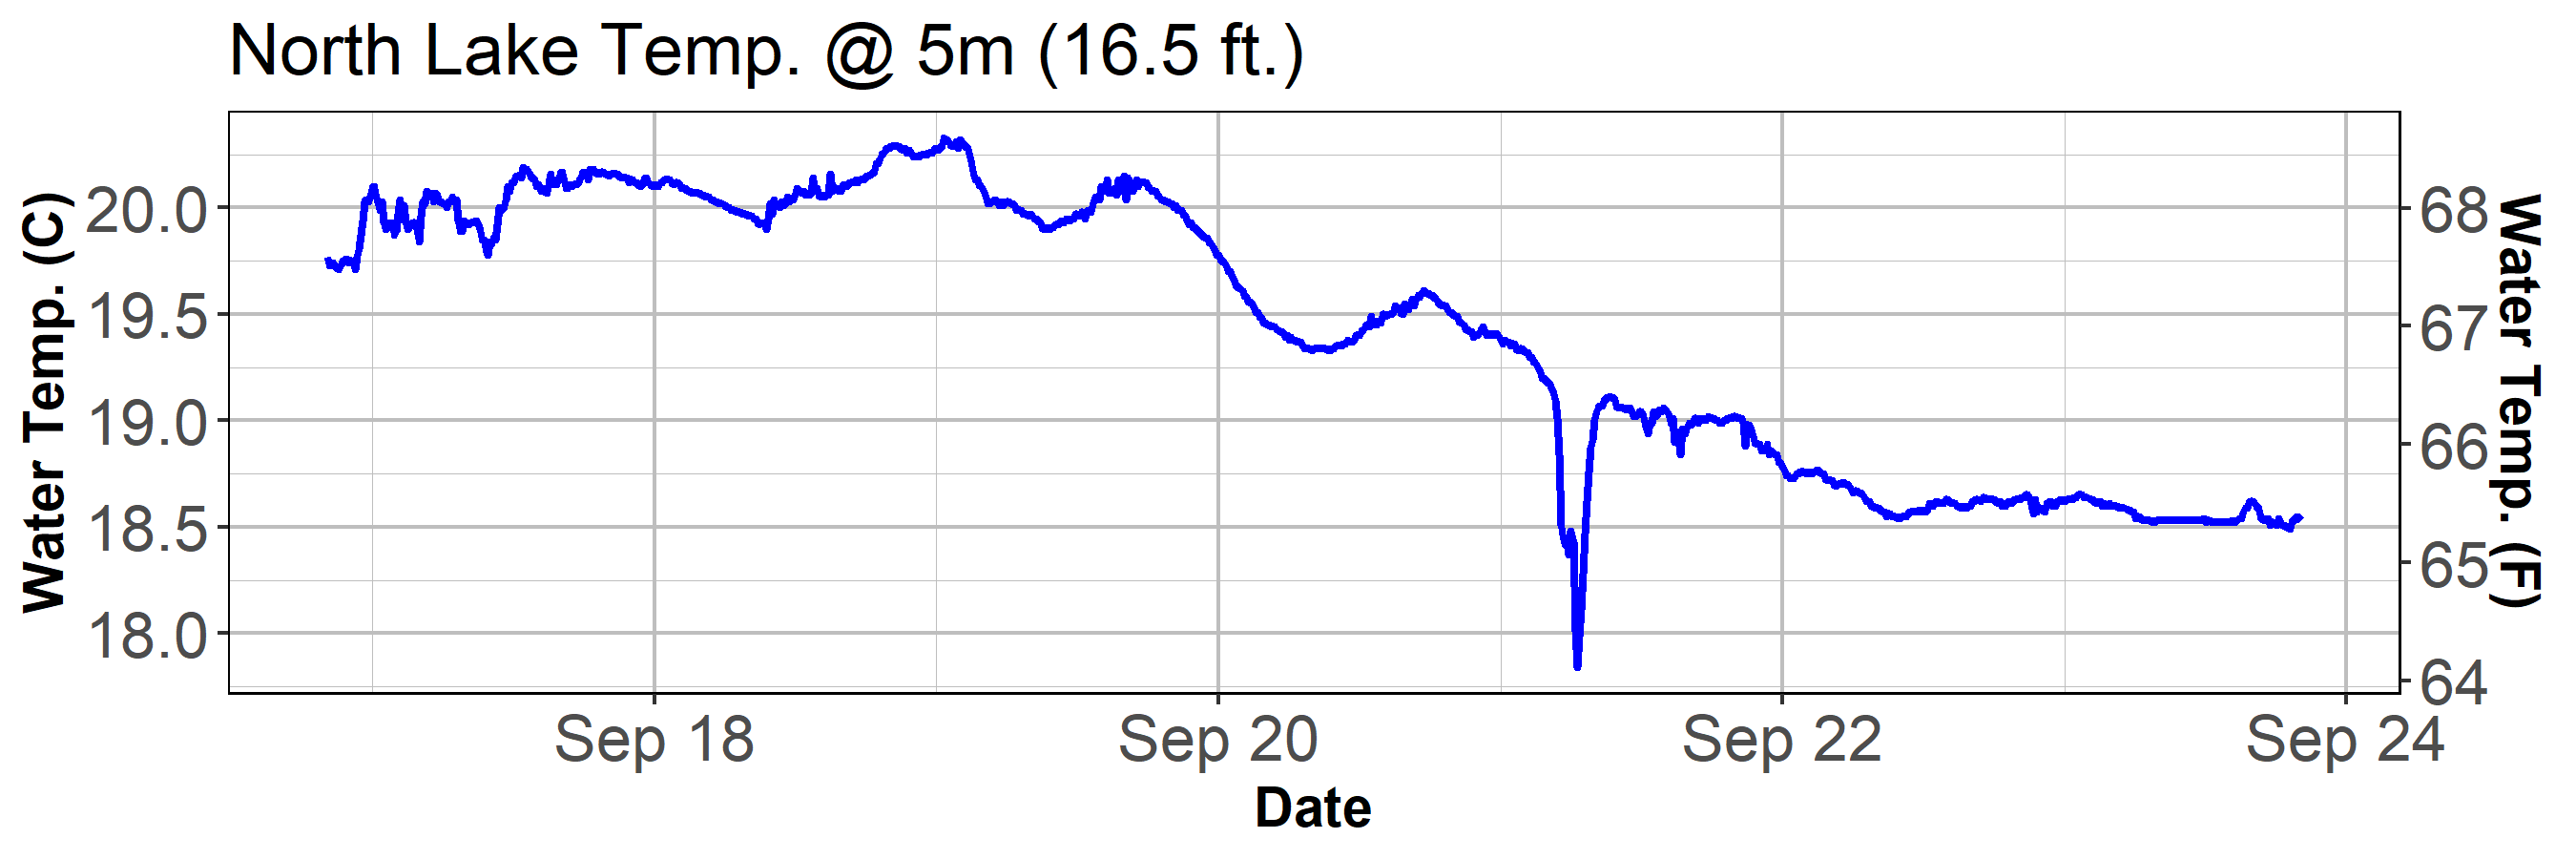 North Lake Temp. @ 5m (16.5 ft.)
Water Temp. (C)
20.0
19.5
19.0
18.5
18.0
68
67
66
65
64
Water Temp. (F)
Sep 18 Sep 20 Sep 22 Sep 24
Date